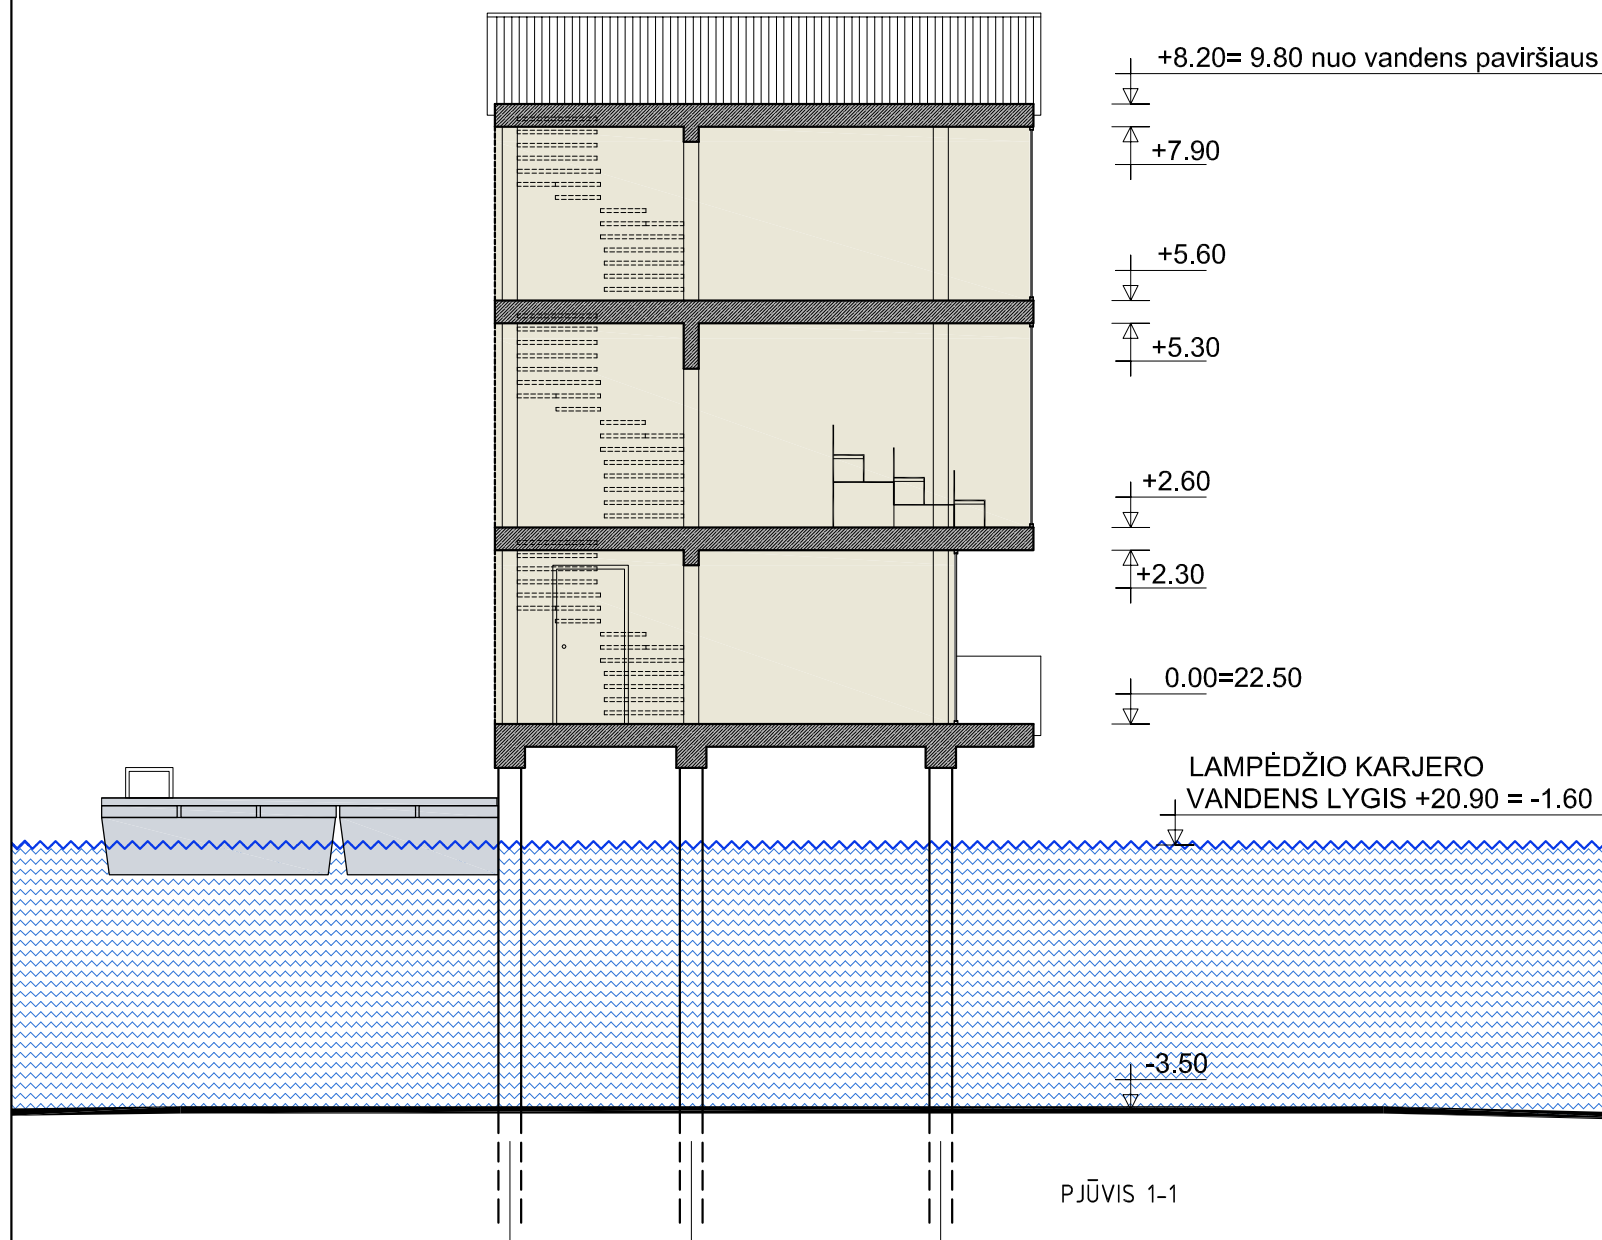 +8.20= 9.80 nuo vandens paviršiaus
+7.90
+5.60
+5.30
+2.60
+2.30
0.00=22.50
LAMPĖDŽIO KARJERO
VANDENS LYGIS +20.90 = -1.60
-3.50
PJŪVIS 1-1